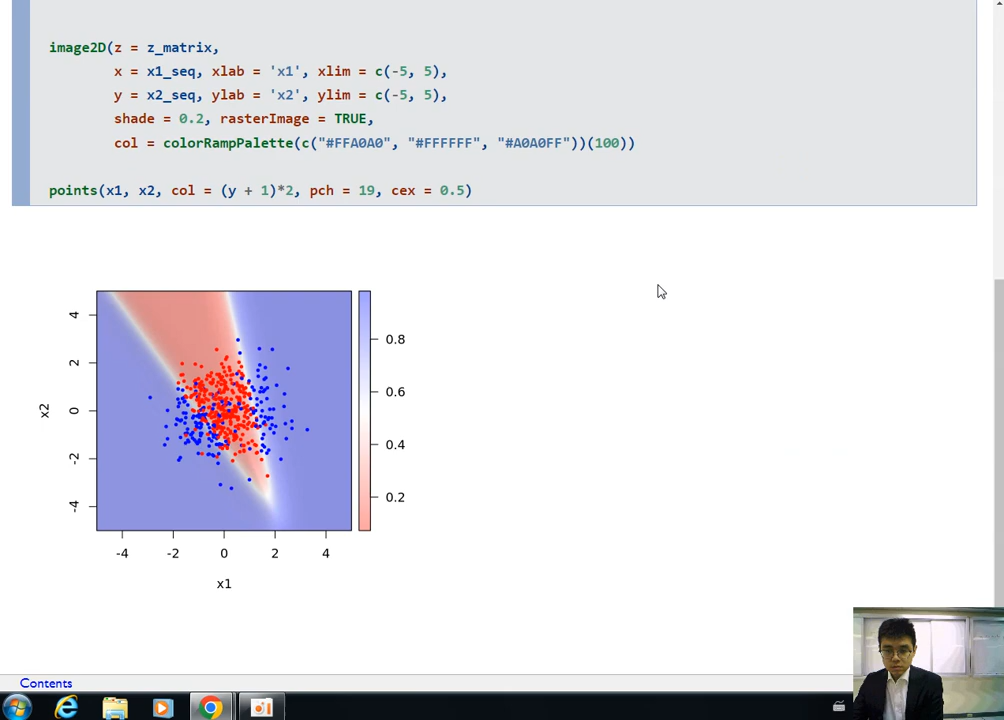 image2D(z = z_matrix,
x = x1_seq, xlab = 'x1', xlim = c(-5, 5),
y = x2_seq, ylab = 'x2', ylim = c(-5, 5),
shade = 0.2, rasterImage = TRUE,
col = colorRampPalette(c("#FFA0A0", "#FFFFFF", "#A0A0FF"))(100))
points(x1, x2, col = (y + 1)*2, pch = 19, cex = 0.5)
4
2
0
-2
-4
x2
-4 -2 0 2 4
x1
0.8
0.6
0.4
0.2
Contents